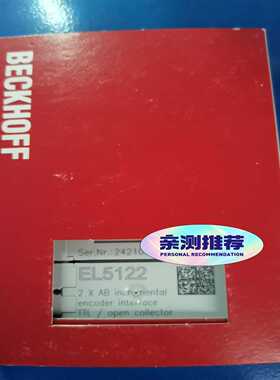 BECKHOFF
Ser.Nr. 2421
亲测推荐
PERSONAL RECOMMENDATION
EL5122
2 X AB incremental
encoder interface
TTL / open collector